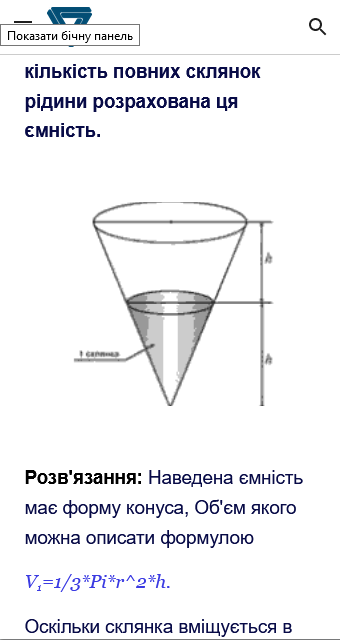 Показати бічну панель
кількість повних склянок
рідини розрахована ця
ємність.
h
1 склянка
h
Розв'язання: Наведена ємність
має форму конуса, Об'єм якого
можна описати формулою
V₁=1/3*Pi*r^2*h.
Оскільки склянка вміщується в